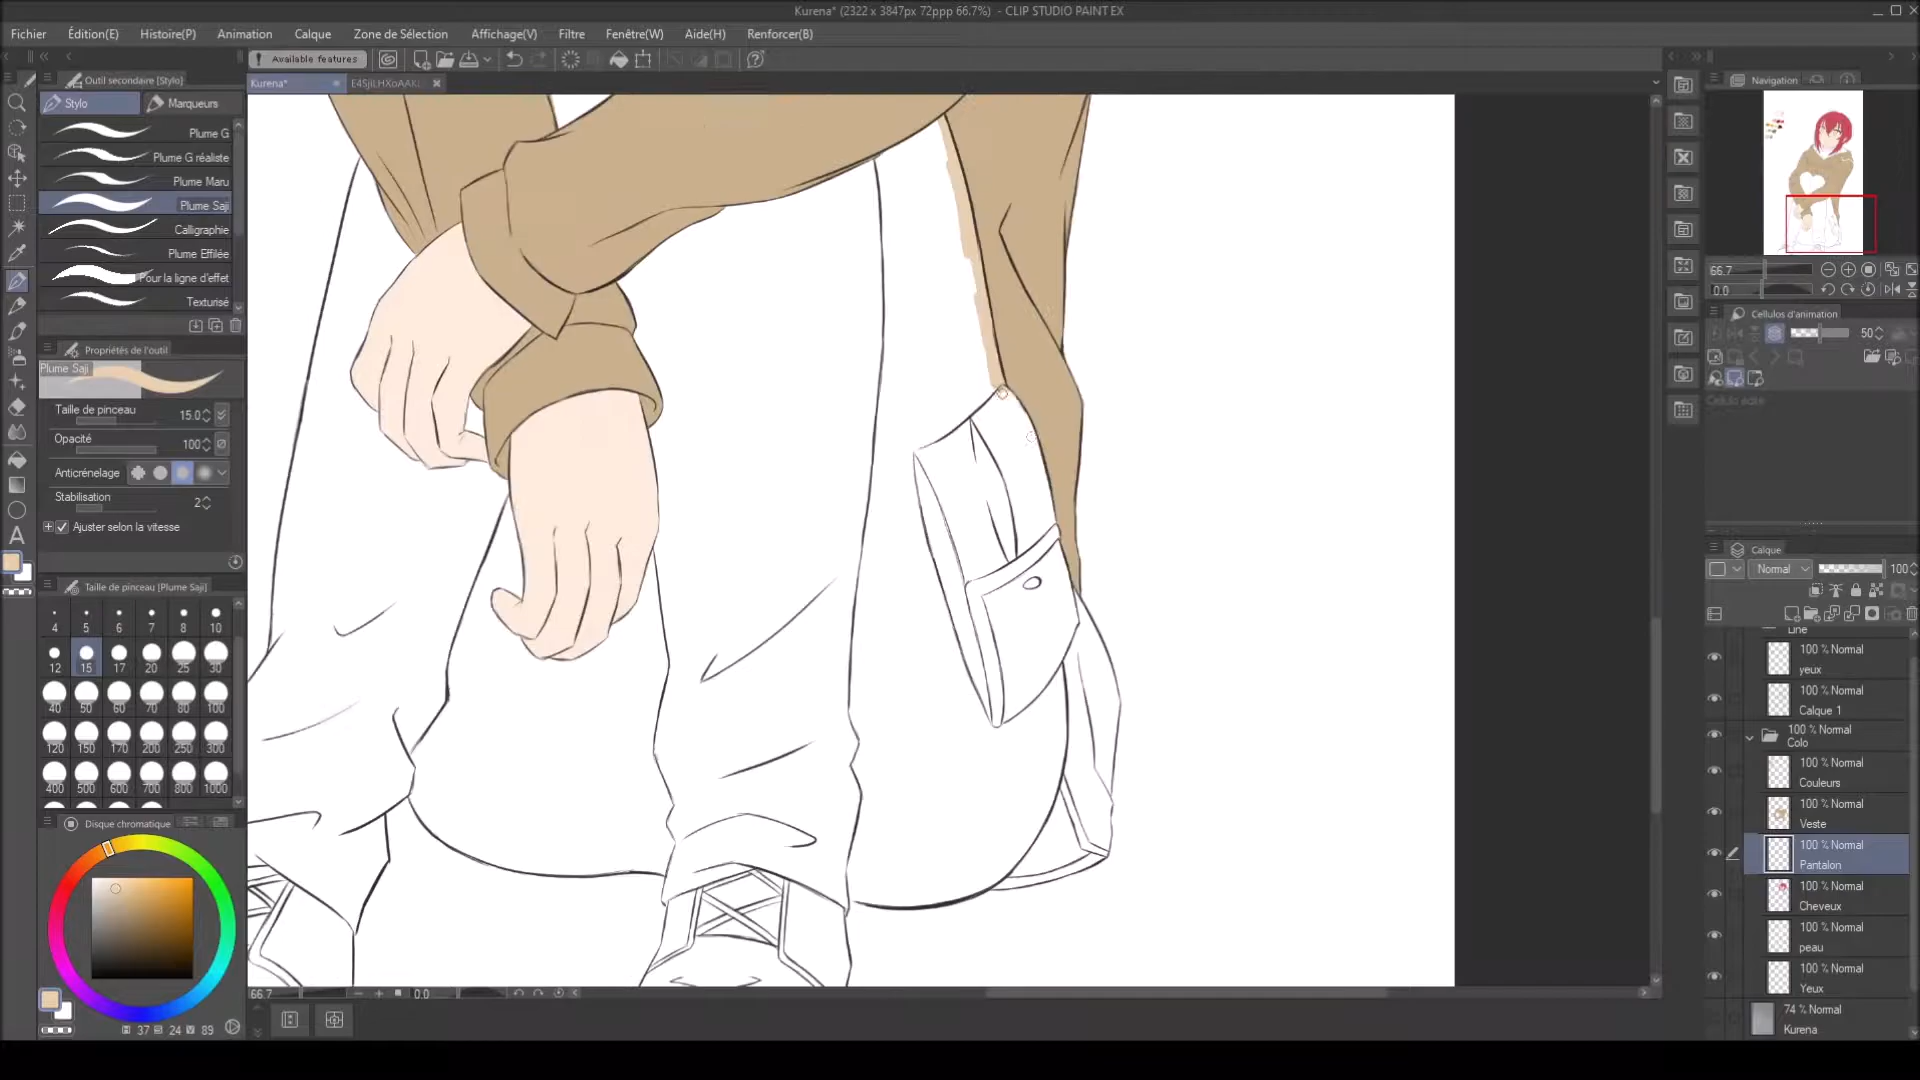 Kurena* (2322 x 3847px 72ppp 66.7%) - CLIP STUDIO PAINT EX
Fichier Édition(E) Histoire(P) Animation Calque Zone de Sélection Affichage(V) Filtre Fenêtre(W) Aide(H) Renforcer(B)
! Available features
Outil secondaire [Stylo]
Kurena*
Stylo Marqueurs
Plume G
Plume G réaliste
Plume Maru
Plume Saji
Calligraphie
Plume Effilée
Pour la ligne d'effet
Texturisé
Propriétés de l'outil
Plume Saji
Taille de pinceau 15.0
Opacité 100
Anticrénelage
Stabilisation 2
Ajuster selon la vitesse
Taille de pinceau [Plume Saji]
4 5 6 7 8 10
12 15 17 20 25 30
40 50 60 70 80 100
120 150 170 200 250 300
400 500 600 700 800 1000
Disque chromatique
37 24 89
66.7 0.0
Navigation
66.7
0.0
Cellulos d'animation
50
Calque
Normal 100
Line
100 % Normal
yeux
100 % Normal
Calque 1
100 % Normal
Colo
100 % Normal
Couleurs
100 % Normal
Veste
100 % Normal
Pantalon
100 % Normal
Cheveux
100 % Normal
peau
100 % Normal
Yeux
74 % Normal
Kurena